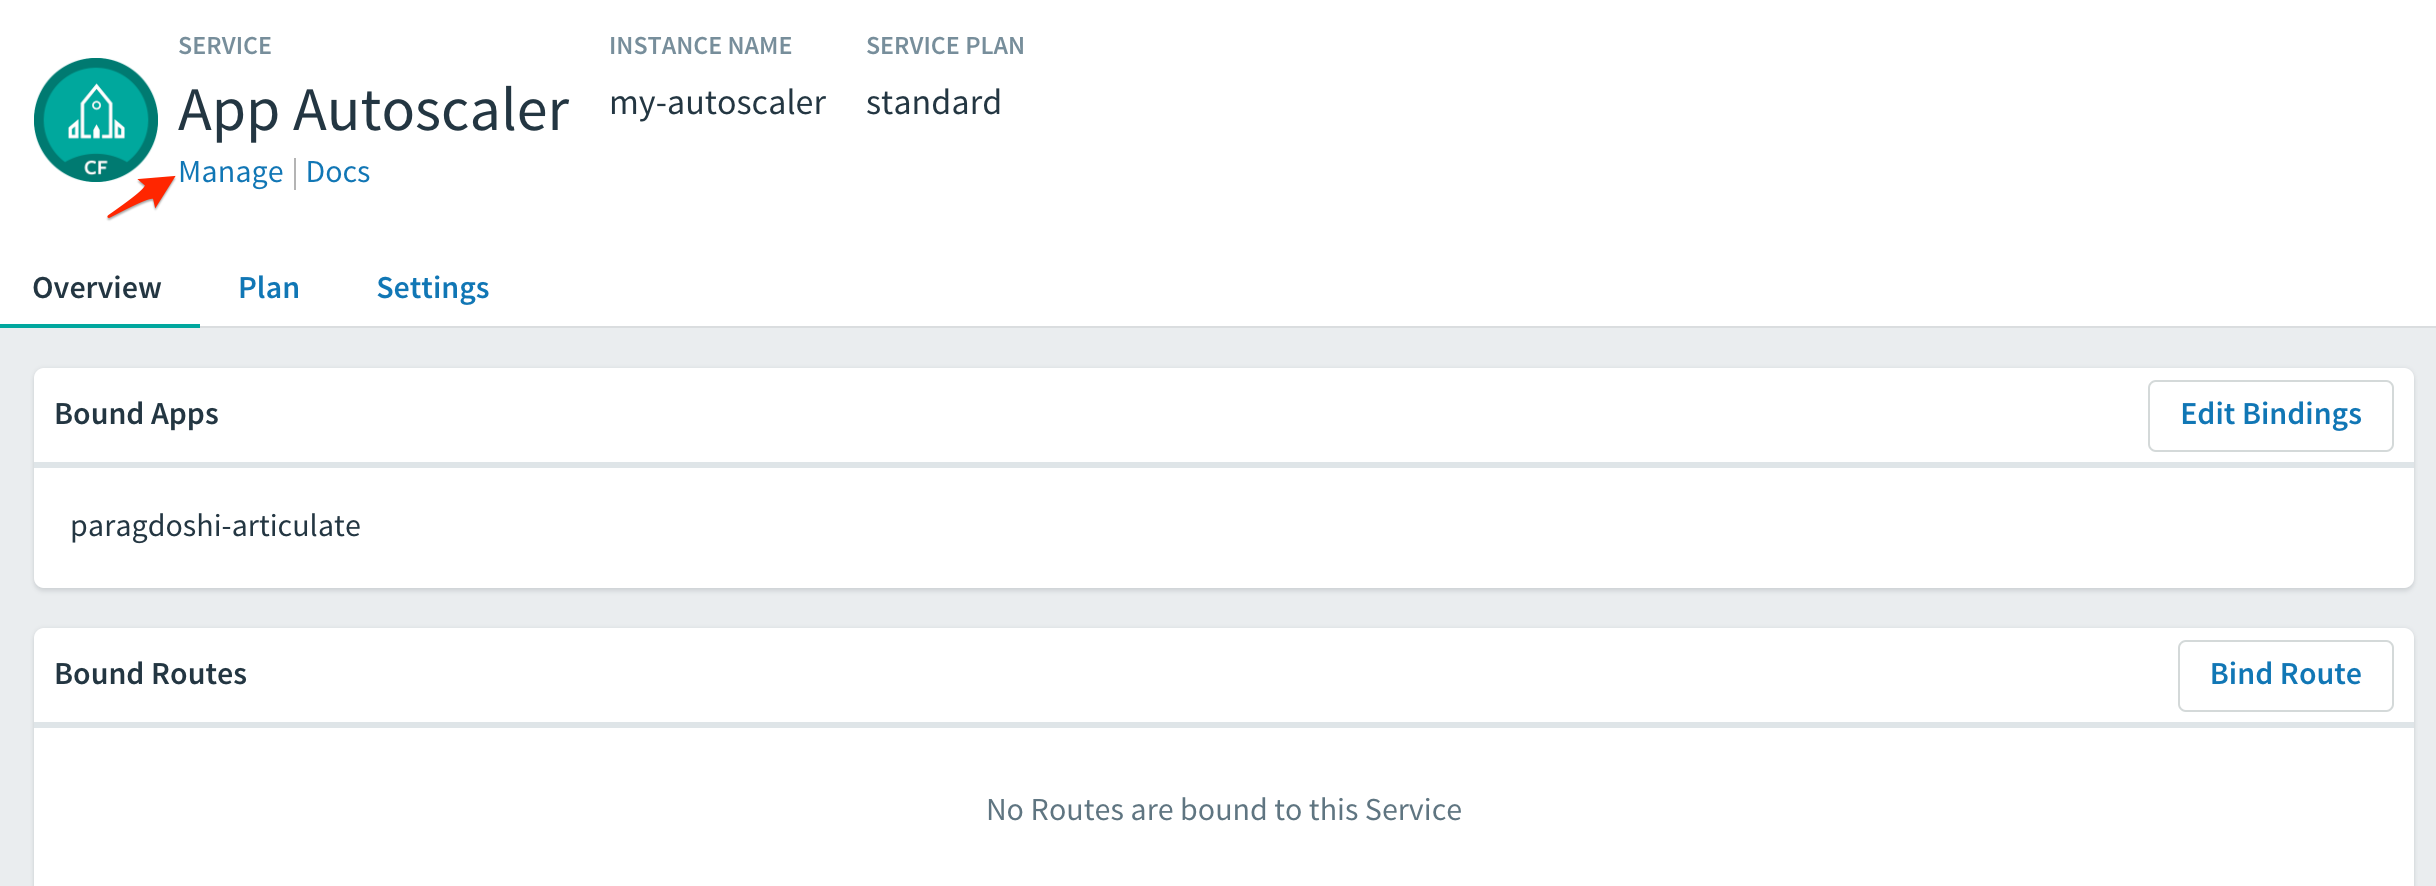 SERVICE
App Autoscaler
Manage | Docs
INSTANCE NAME
my-autoscaler
SERVICE PLAN
standard
CF
Overview Plan Settings
Bound Apps Edit Bindings
paragdoshi-articulate
Bound Routes Bind Route
No Routes are bound to this Service